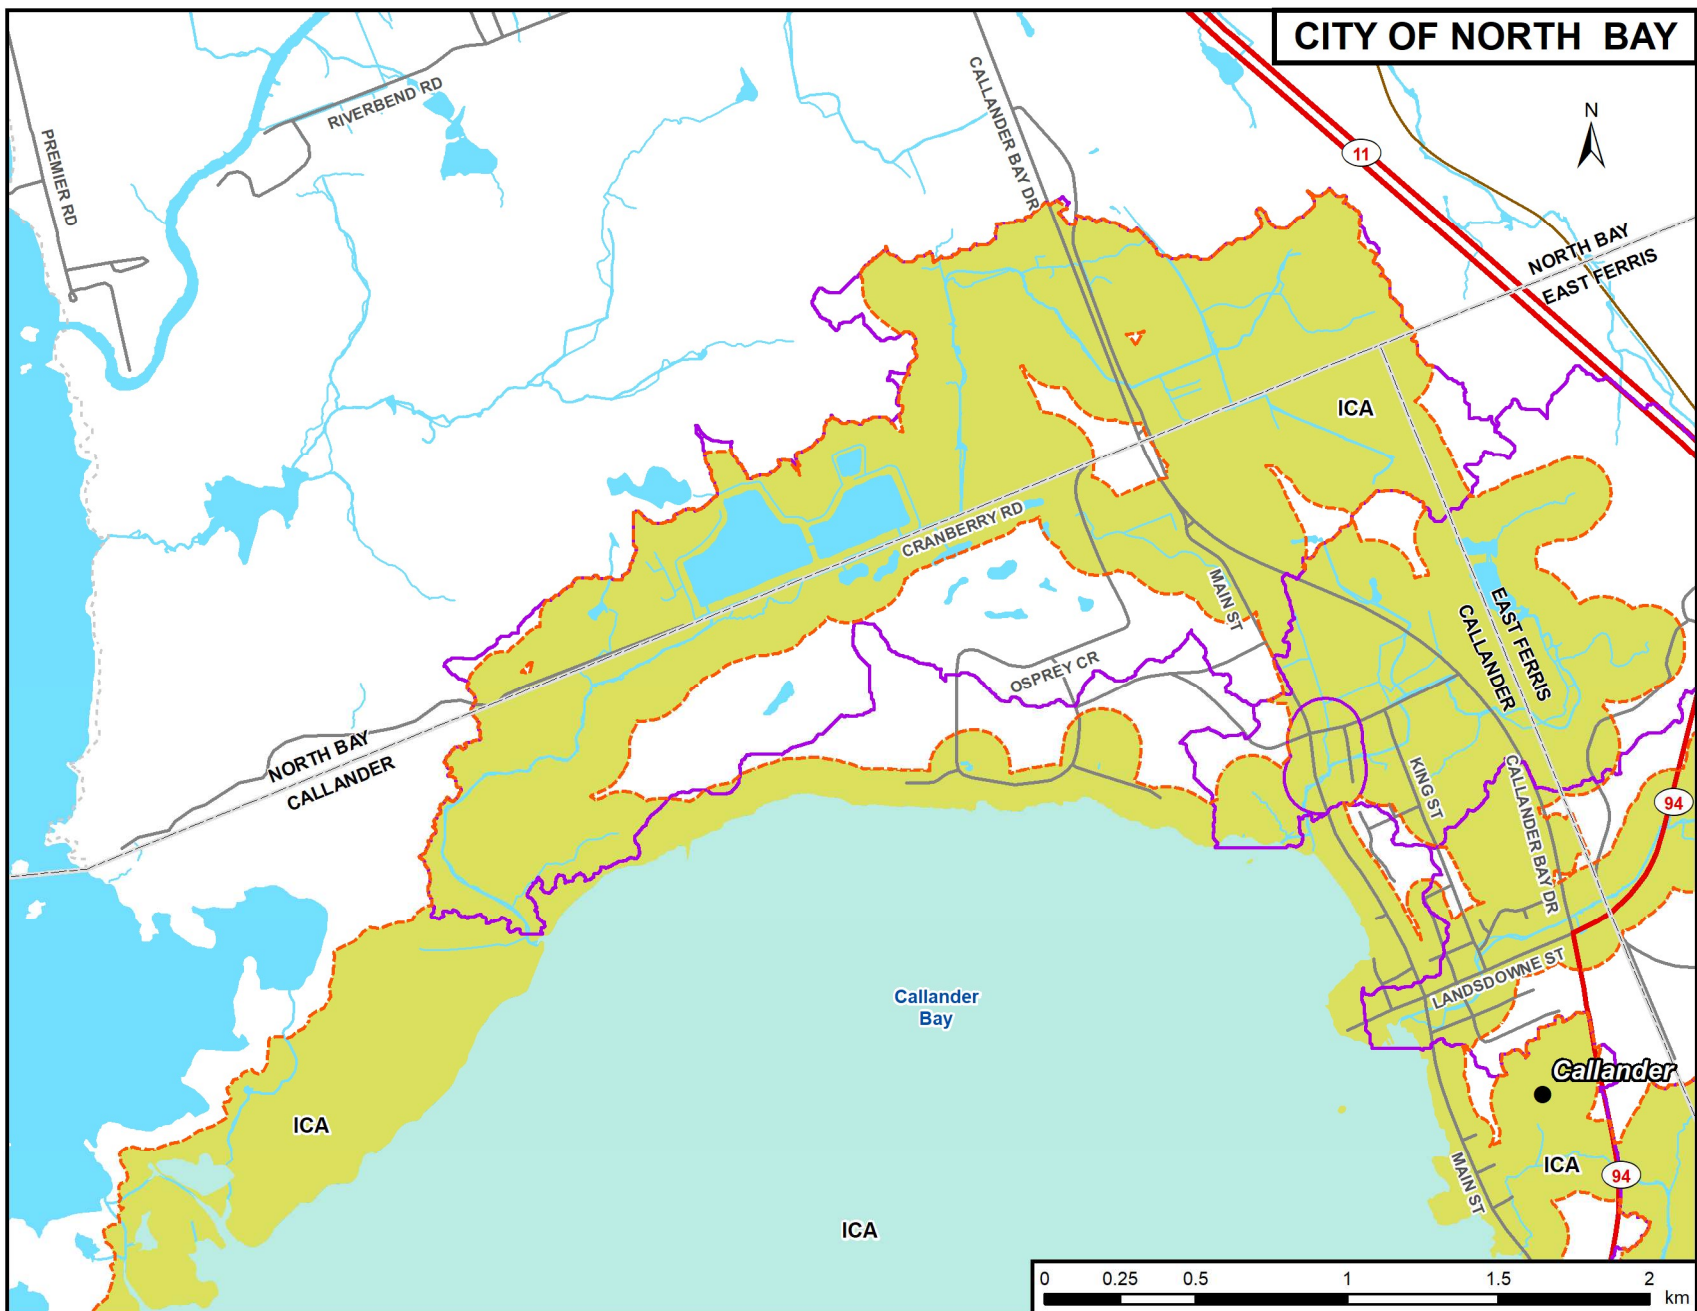 CITY OF NORTH  BAY
N
11
RIVERBEND RD
PREMIER RD
CALLANDER BAY DR
NORTH BAY
EAST FERRIS
ICA
CRANBERRY RD
MAIN ST
EAST FERRIS
CALLANDER
OSPREY CR
NORTH BAY
CALLANDER
KING ST
CALLANDER BAY DR
94
LANDSDOWNE ST
Callander
Bay
Callander
ICA
ICA
94
MAIN ST
ICA
0 0.25 0.5 1 1.5 2
km